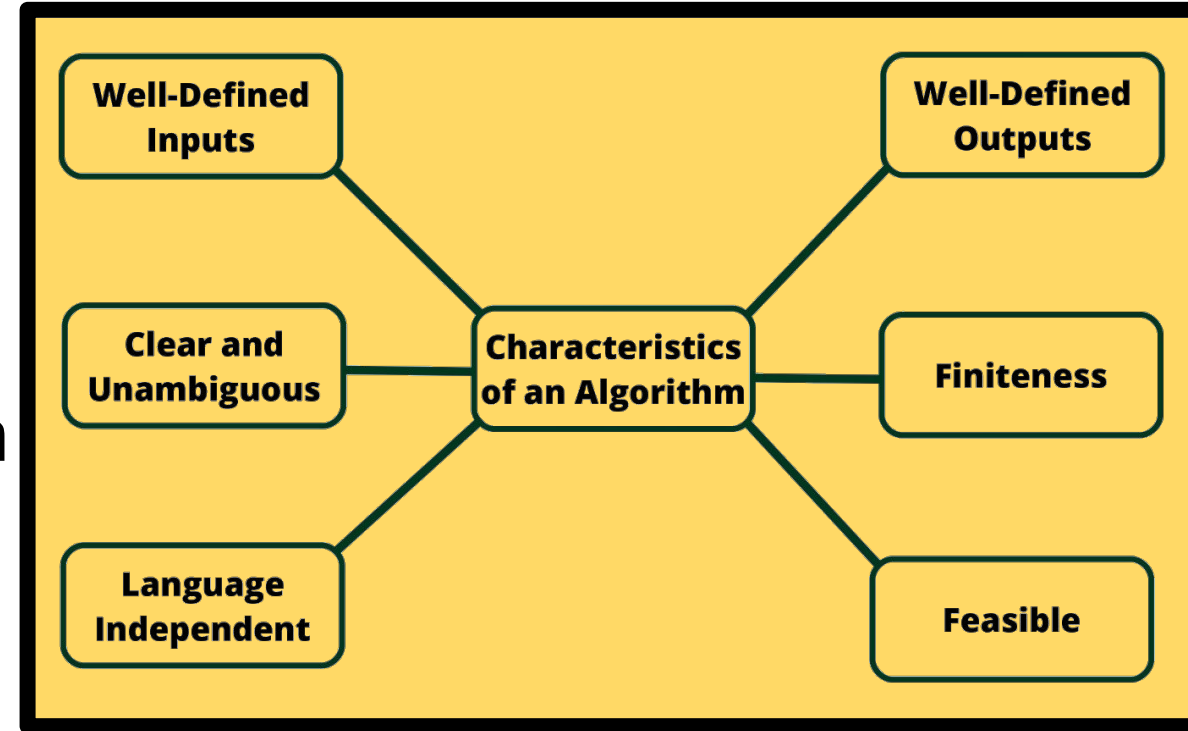 Well-Defined
Inputs
Well-Defined
Outputs
Clear and
Unambiguous
Characteristics
of an Algorithm
Finiteness
Language
Independent
Feasible